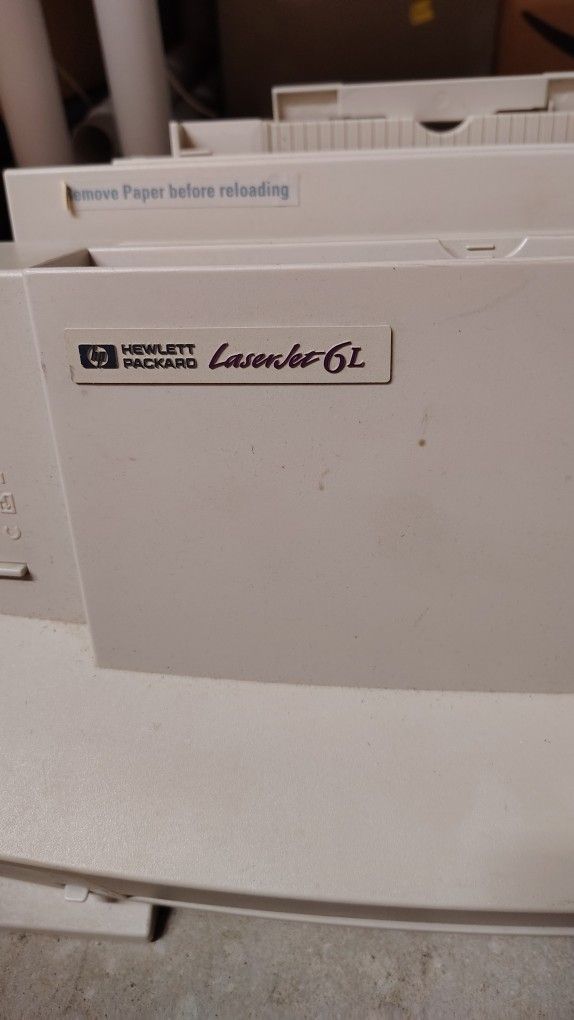 emove Paper before reloading
hp HEWLETT PACKARD LaserJet 6L